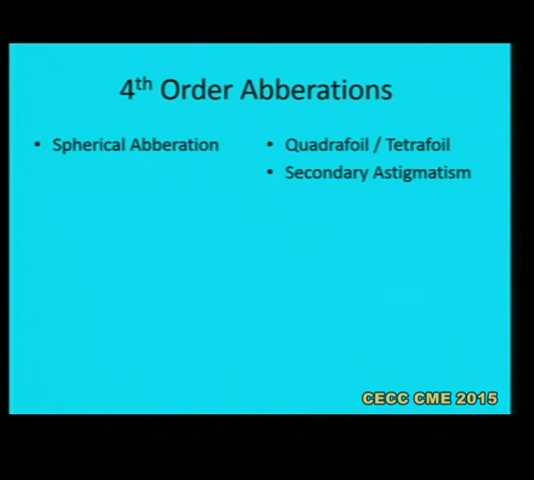 4th Order Abberations
• Spherical Abberation
• Quadrafoil / Tetrafoil
• Secondary Astigmatism
CECC CME 2015